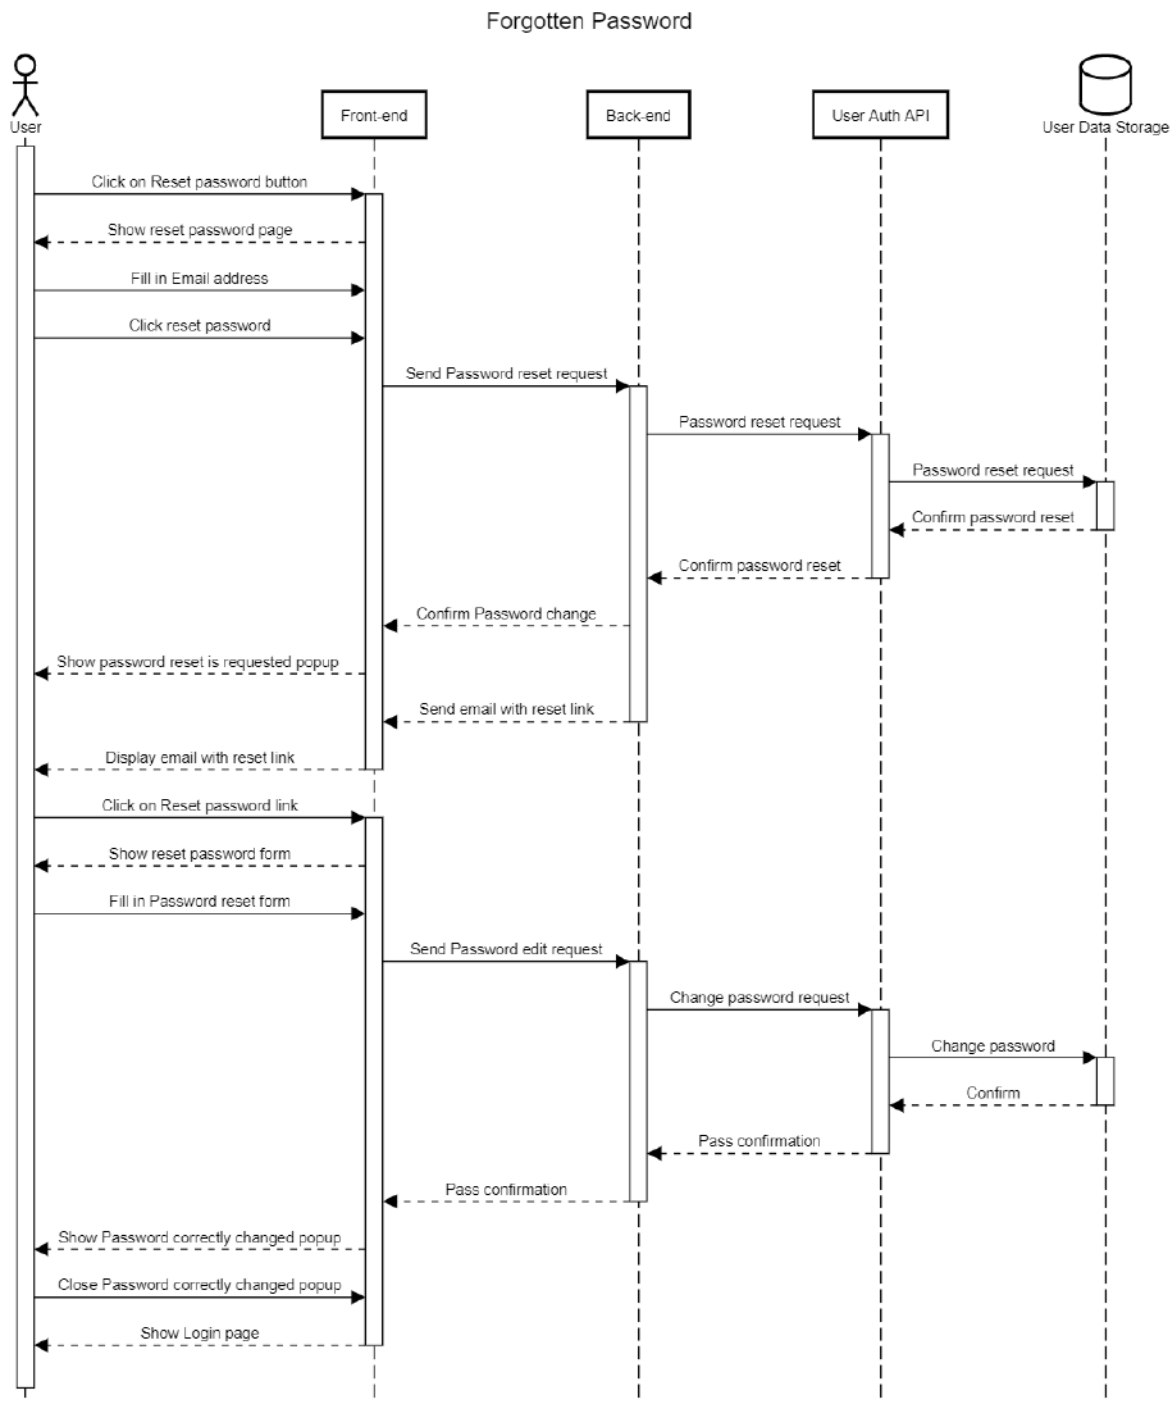 Forgotten Password
User
Front-end
Back-end
User Auth API
User Data Storage
Click on Reset password button
Show reset password page
Fill in Email address
Click reset password
Send Password reset request
Password reset request
Password reset request
Confirm password reset
Confirm password reset
Confirm Password change
Show password reset is requested popup
Send email with reset link
Display email with reset link
Click on Reset password link
Show reset password form
Fill in Password reset form
Send Password edit request
Change password request
Change password
Confirm
Pass confirmation
Pass confirmation
Show Password correctly changed popup
Close Password correctly changed popup
Show Login page